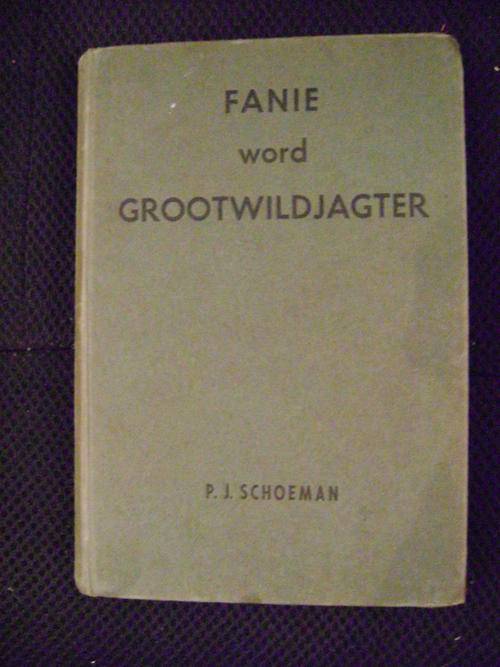 FANIE
word
GROOTWILDJAGTER
P. J. SCHOEMAN